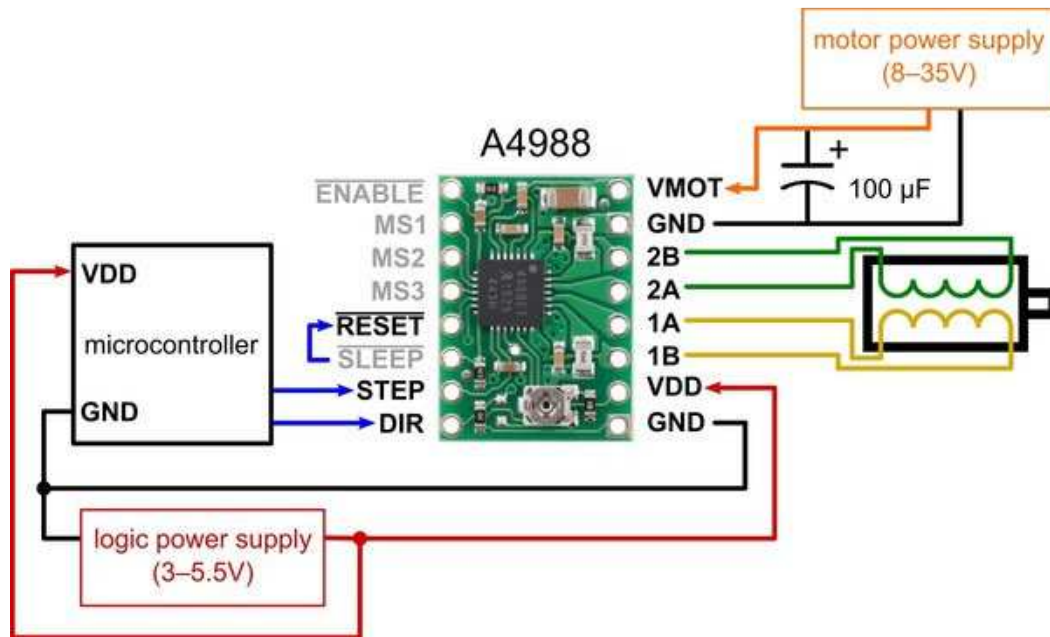 motor power supply
(8–35V)
A4988
+
100 µF
ENABLE
VMOT
MS1
GND
MS2
2B
MS3
2A
RESET
1A
SLEEP
1B
STEP
VDD
DIR
GND
VDD
microcontroller
GND
logic power supply
(3–5.5V)